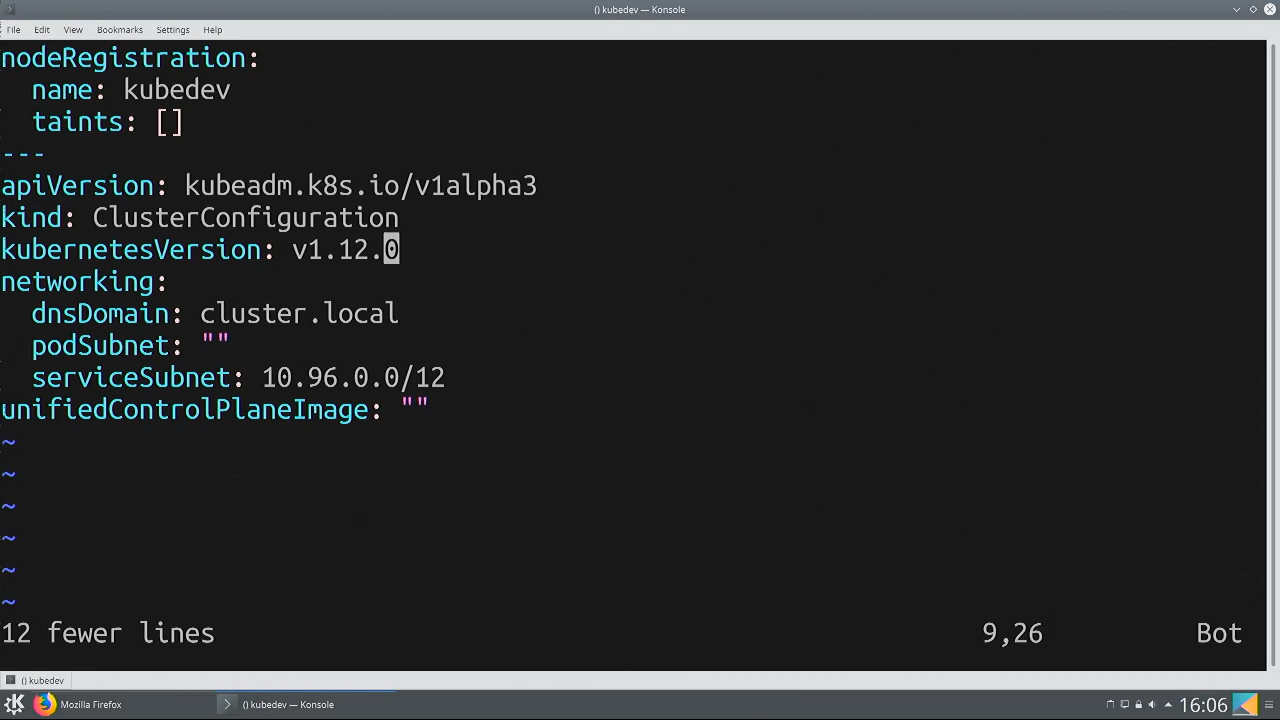 () kubedev — Konsole
File Edit View Bookmarks Settings Help
nodeRegistration:
  name: kubedev
  taints: []
---
apiVersion: kubeadm.k8s.io/v1alpha3
kind: ClusterConfiguration
kubernetesVersion: v1.12.0
networking:
  dnsDomain: cluster.local
  podSubnet: ""
  serviceSubnet: 10.96.0.0/12
unifiedControlPlaneImage: ""
~
~
~
~
~
~
12 fewer lines 9,26 Bot
() kubedev
Mozilla Firefox () kubedev — Konsole 16:06